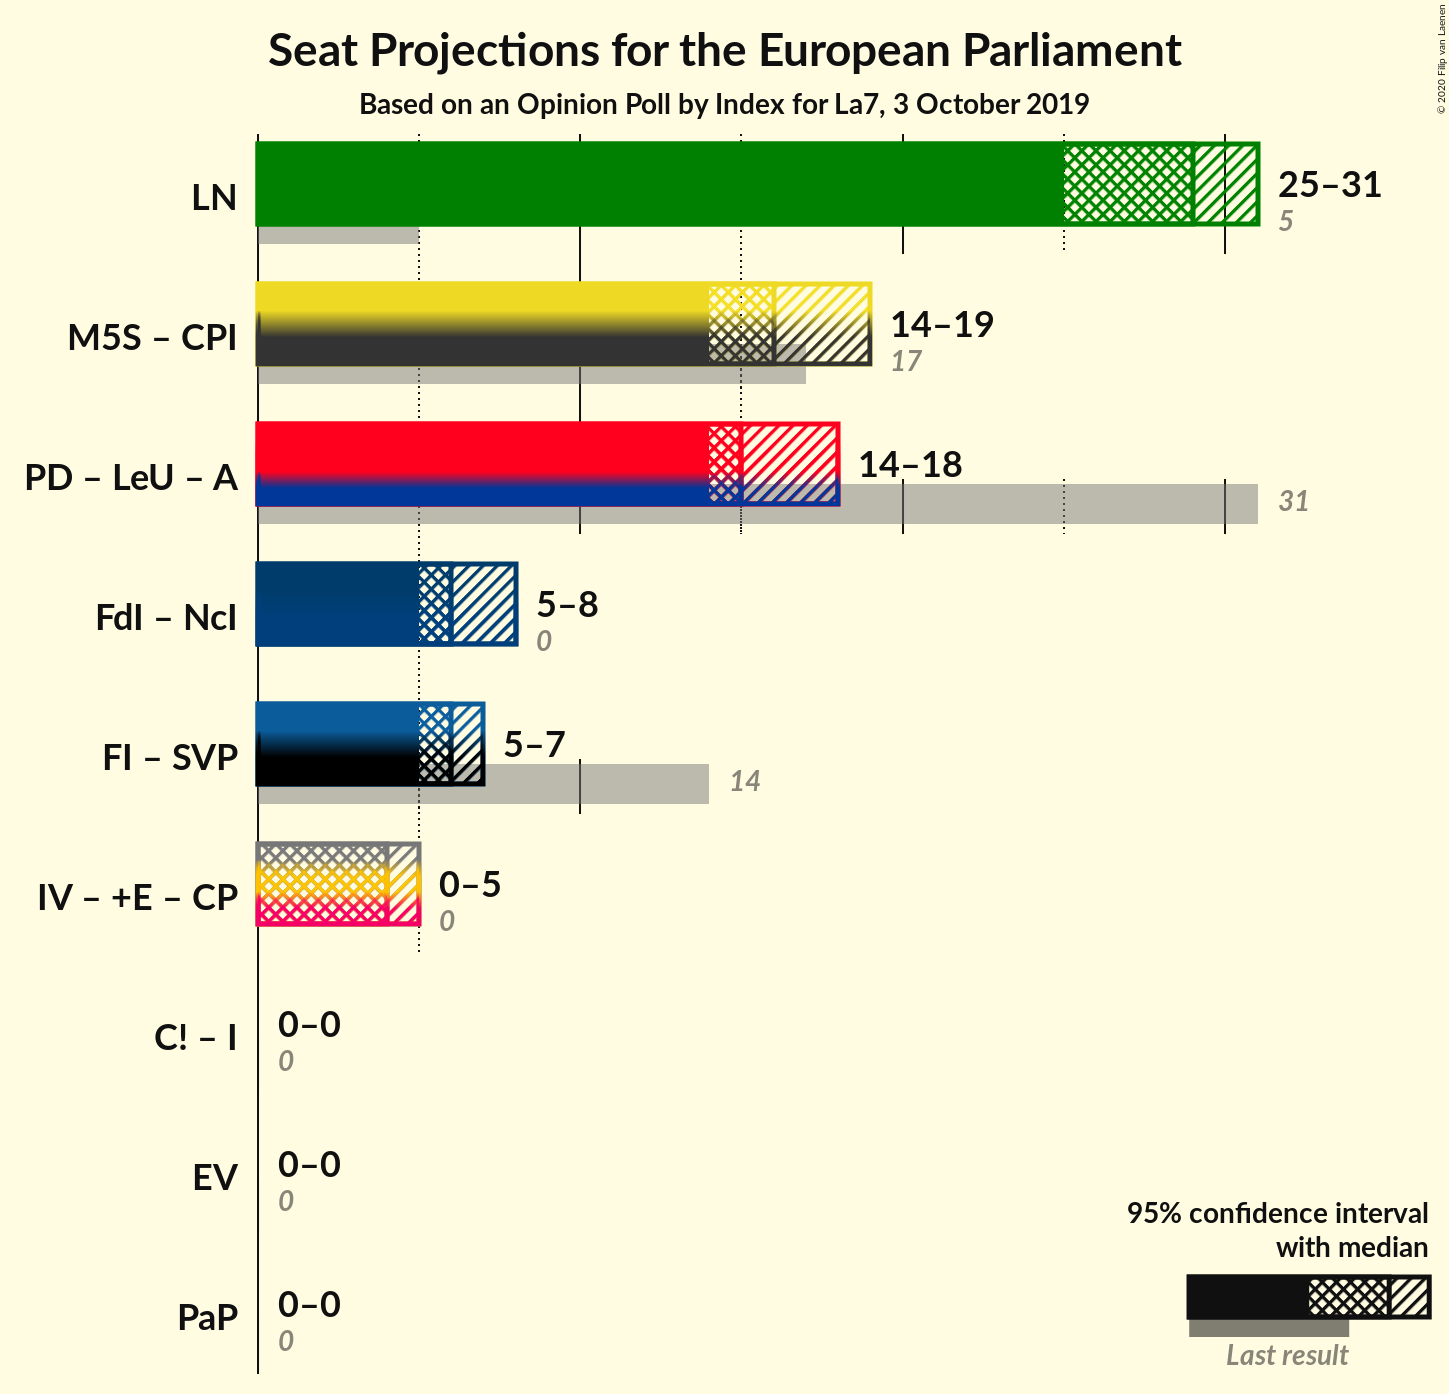 Seat Projections for the European Parliament
Based on an Opinion Poll by Index for La7, 3 October 2019
© 2020 Filip van Laenen
LN
25–31
5
M5S – CPI
14–19
17
PD – LeU – A
14–18
31
FdI – NcI
5–8
0
FI – SVP
5–7
14
IV – +E – CP
0–5
0
C! – I
0–0
0
EV
0–0
0
PaP
0–0
0
95% confidence interval
with median
Last result